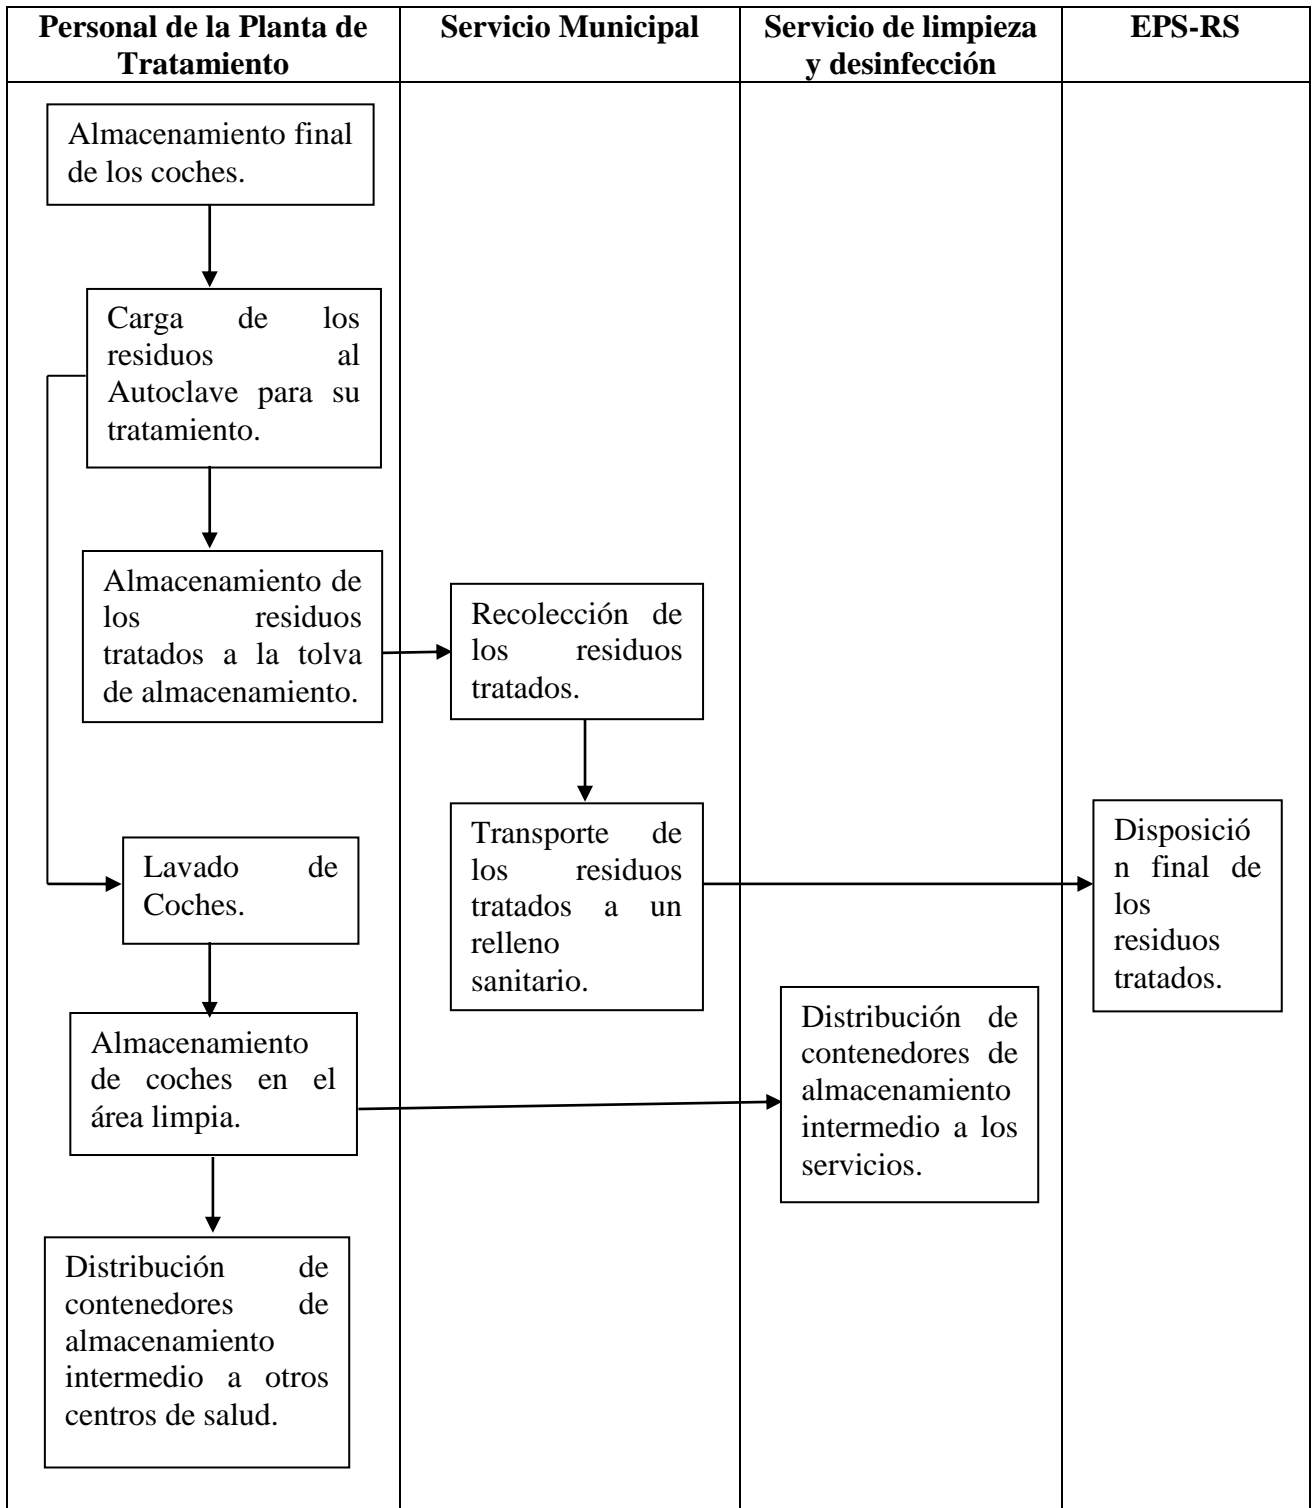 Personal de la Planta de
Tratamiento
Servicio Municipal
Servicio de limpieza
y desinfección
EPS-RS
Almacenamiento final
de los coches.
Carga de los
residuos al
Autoclave para su
tratamiento.
Almacenamiento de
los residuos
tratados a la tolva
de almacenamiento.
Recolección de
los residuos
tratados.
Transporte de
los residuos
tratados a un
relleno
sanitario.
Disposició
n final de
los
residuos
tratados.
Lavado de
Coches.
Almacenamiento
de coches en el
área limpia.
Distribución de
contenedores de
almacenamiento
intermedio a los
servicios.
Distribución de
contenedores de
almacenamiento
intermedio a otros
centros de salud.